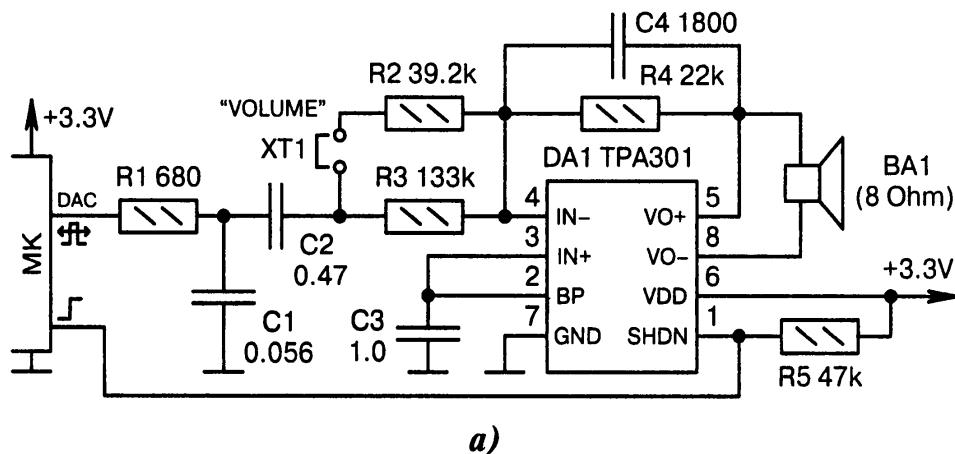 C4 1800
R2 39.2k
R4 22k
"VOLUME"
+3.3V
XT1
DA1 TPA301
R1 680
R3 133k
BA1
(8 Ohm)
DAC
4 IN- VO+ 5
MK
C2
0.47
3 IN+ VO- 8
+3.3V
2 BP VDD 6
C1
0.056
C3
1.0
7 GND SHDN 1
R5 47k
a)